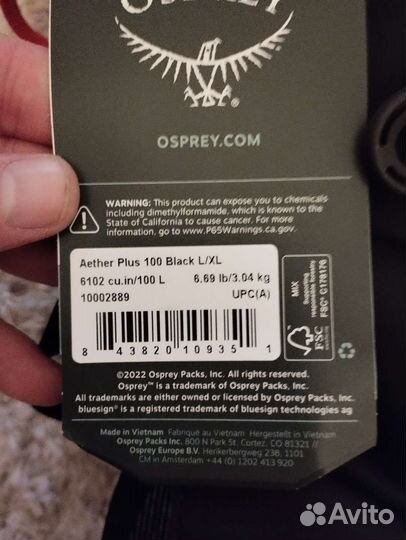 OSPREY
OSPREY.COM
WARNING: This product can expose you to chemicals
including dimethylformamide, which is known to the
State of California to cause cancer. For more
information, go to www.P65Warnings.ca.gov.
Aether Plus 100 Black L/XL
6102 cu.in/100 L 6.69 lb/3.04 kg
10002889 UPC(A)
8 43820 10935 1
MIX
Supporting
responsible forestry
FSC® C178178
FSC
©2022 Osprey Packs, Inc. All rights reserved.
Osprey™ is a trademark of Osprey Packs, Inc.
All trademarks are either owned or licensed by Osprey Packs, Inc.
bluesign® is a registered trademark of bluesign technologies ag
Made in Vietnam Fabriqué au Vietnam Hergestellt in Vietnam
Osprey Packs Inc. 800 N Park St. Cortez, CO 81321 //
Osprey Europe B.V. Herikerbergweg 238, 1101
CM in Amsterdam +44 (0) 1202 413 920
Avito